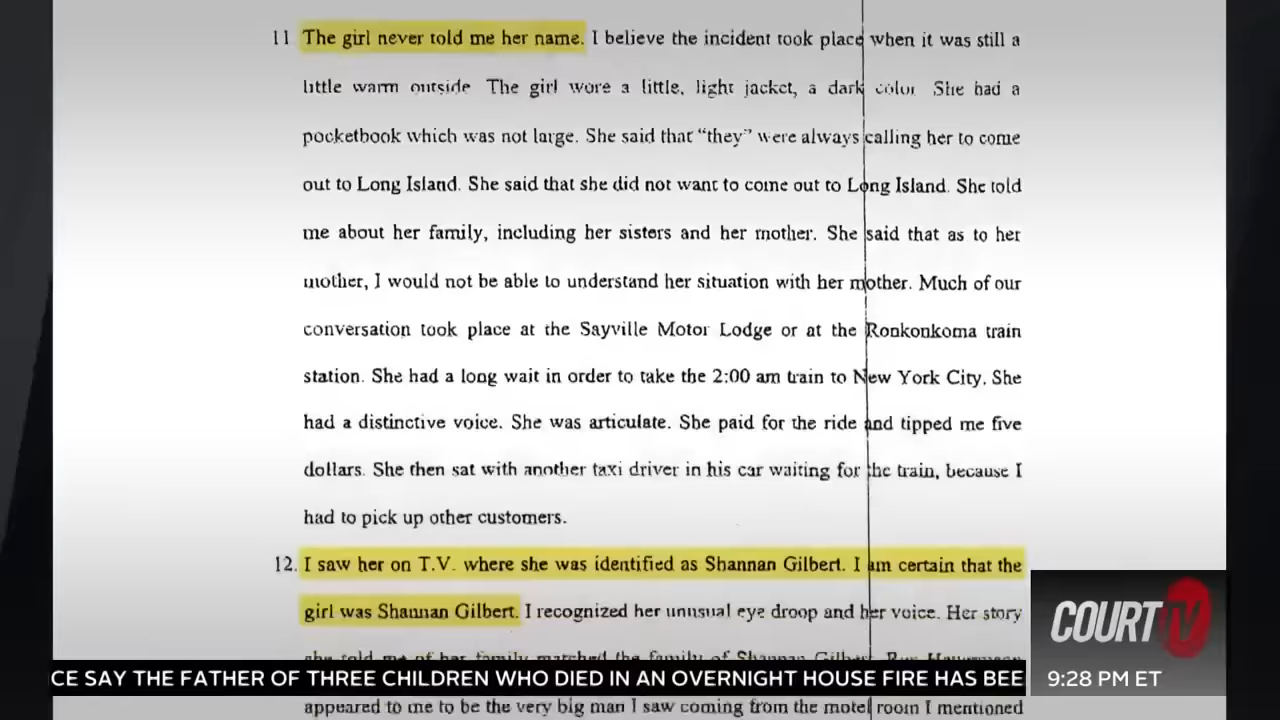 11 The girl never told me her name. I believe the incident took place when it was still a
little warm outside The girl wore a little, light jacket, a dark color She had a
pocketbook which was not large. She said that “they” were always calling her to come
out to Long Island. She said that she did not want to come out to Long Island. She told
me about her family, including her sisters and her mother. She said that as to her
mother, I would not be able to understand her situation with her mother. Much of our
conversation took place at the Sayville Motor Lodge or at the Ronkonkoma train
station. She had a long wait in order to take the 2:00 am train to New York City. She
had a distinctive voice. She was articulate. She paid for the ride and tipped me five
dollars. She then sat with another taxi driver in his car waiting for the train, because I
had to pick up other customers.
12. I saw her on T.V. where she was identified as Shannan Gilbert. I am certain that the
girl was Shannan Gilbert. I recognized her unusual eye droop and her voice. Her story
she told me of her family matched the family of Shannan Gilbert.
appeared to me to be the very big man I saw coming from the motel room I mentioned
COURT TV
CE SAY THE FATHER OF THREE CHILDREN WHO DIED IN AN OVERNIGHT HOUSE FIRE HAS BEE
9:28 PM ET